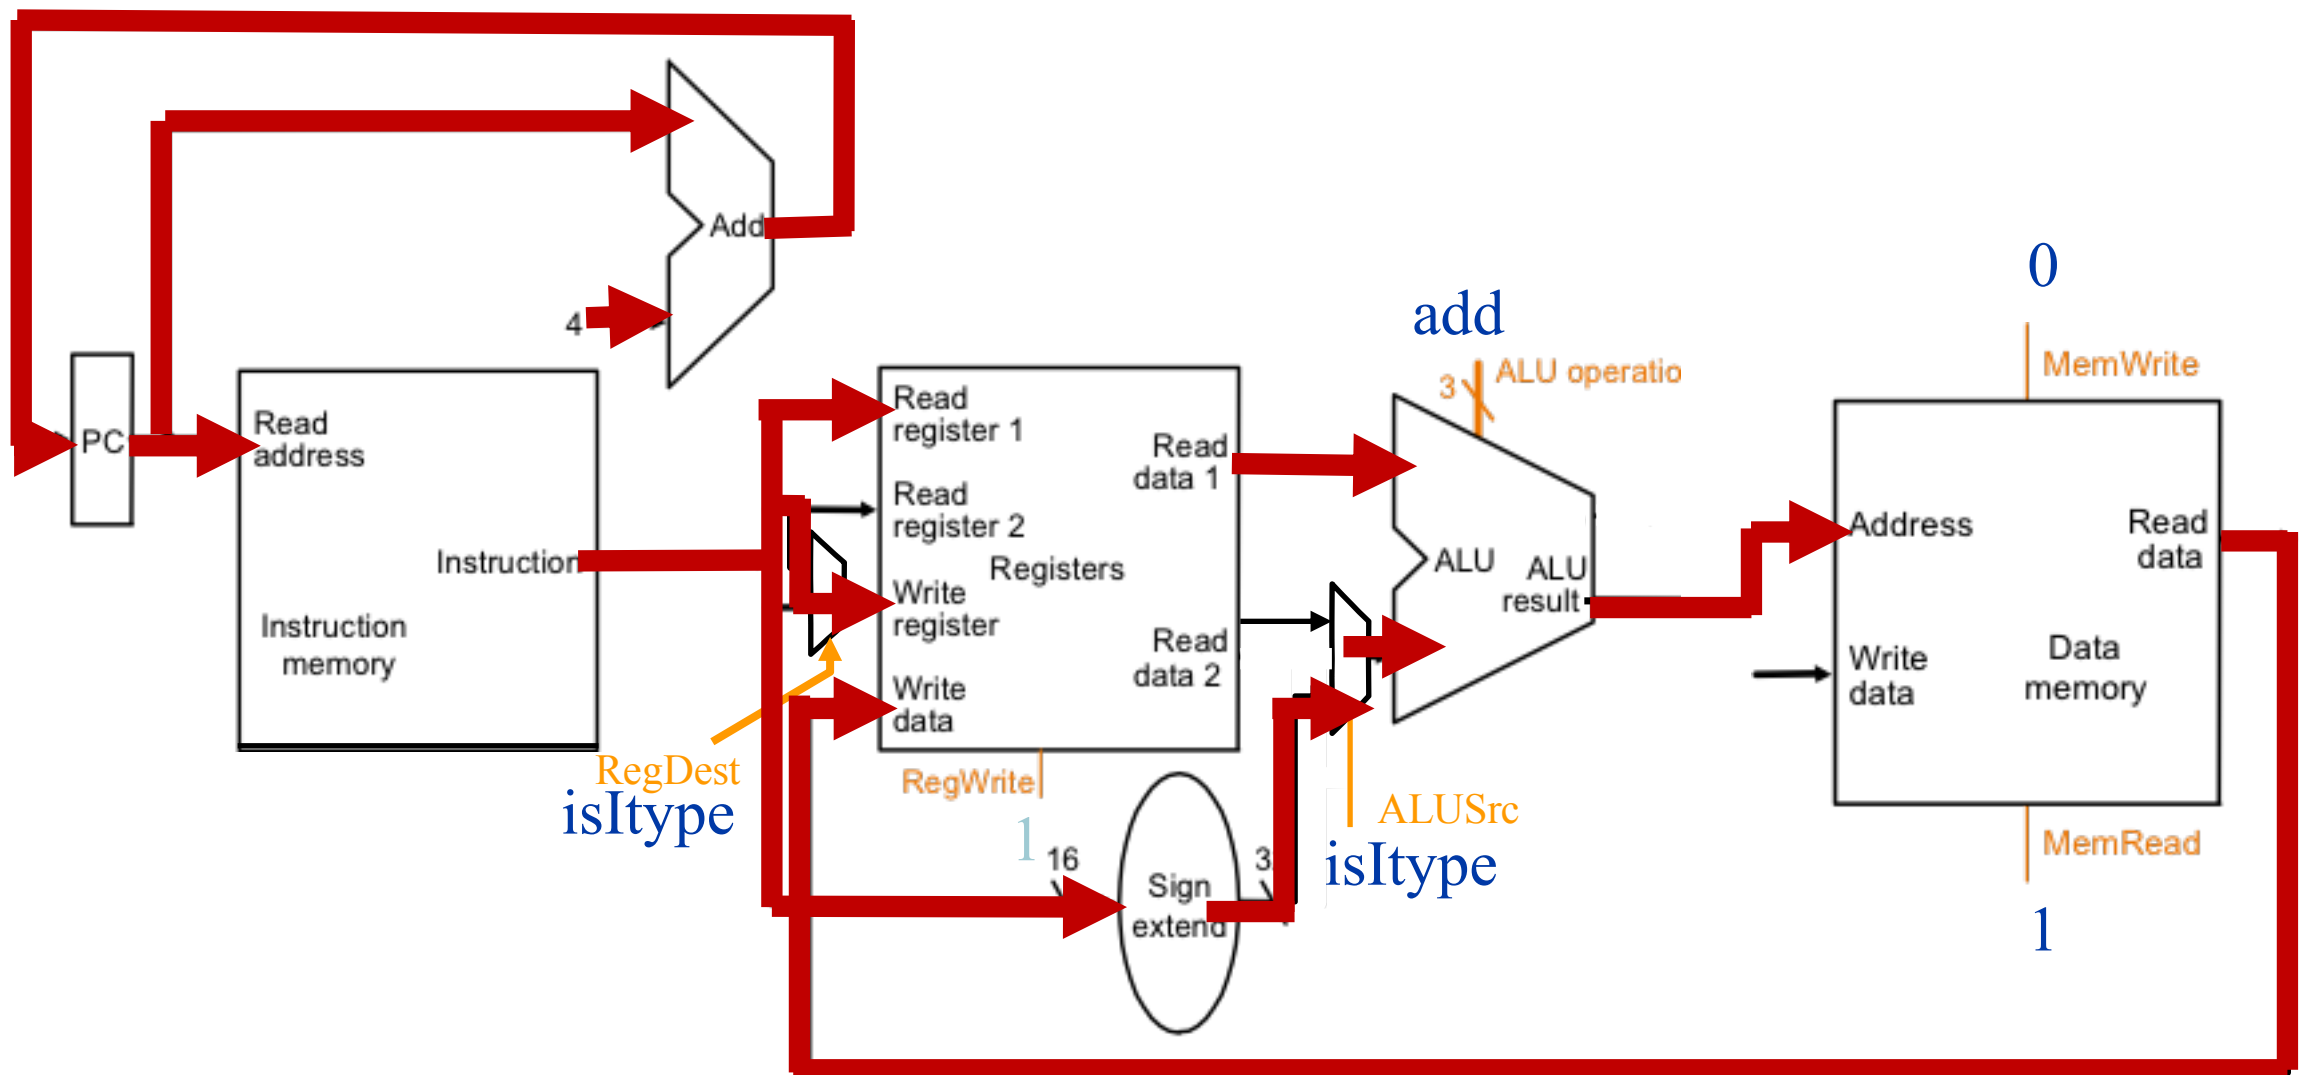 Add
4
PC
Read
address
Instruction
Instruction
memory
RegDest
isItype
Read
register 1
Read
register 2
Write
register
Write
data
Registers
Read
data 1
Read
data 2
RegWrite
1
16
Sign
extend
3
add
3
ALU operatio
ALU
ALU
result
ALUSrc
isItype
0
MemWrite
Address
Read
data
Write
data
Data
memory
MemRead
1